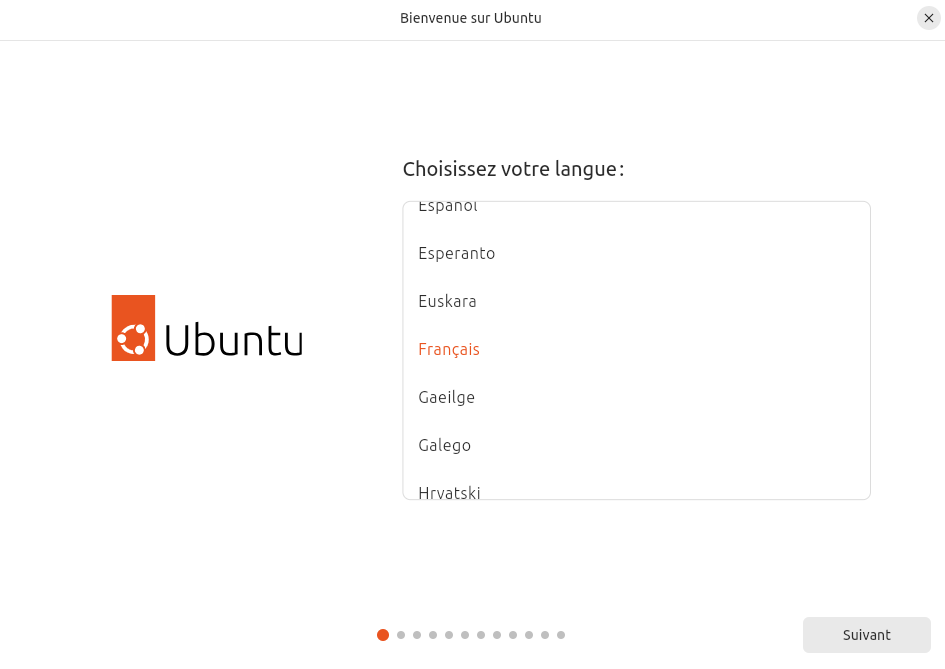 Bienvenue sur Ubuntu
Choisissez votre langue :
Español
Esperanto
Euskara
Français
Ubuntu
Gaeilge
Galego
Hrvatski
Suivant